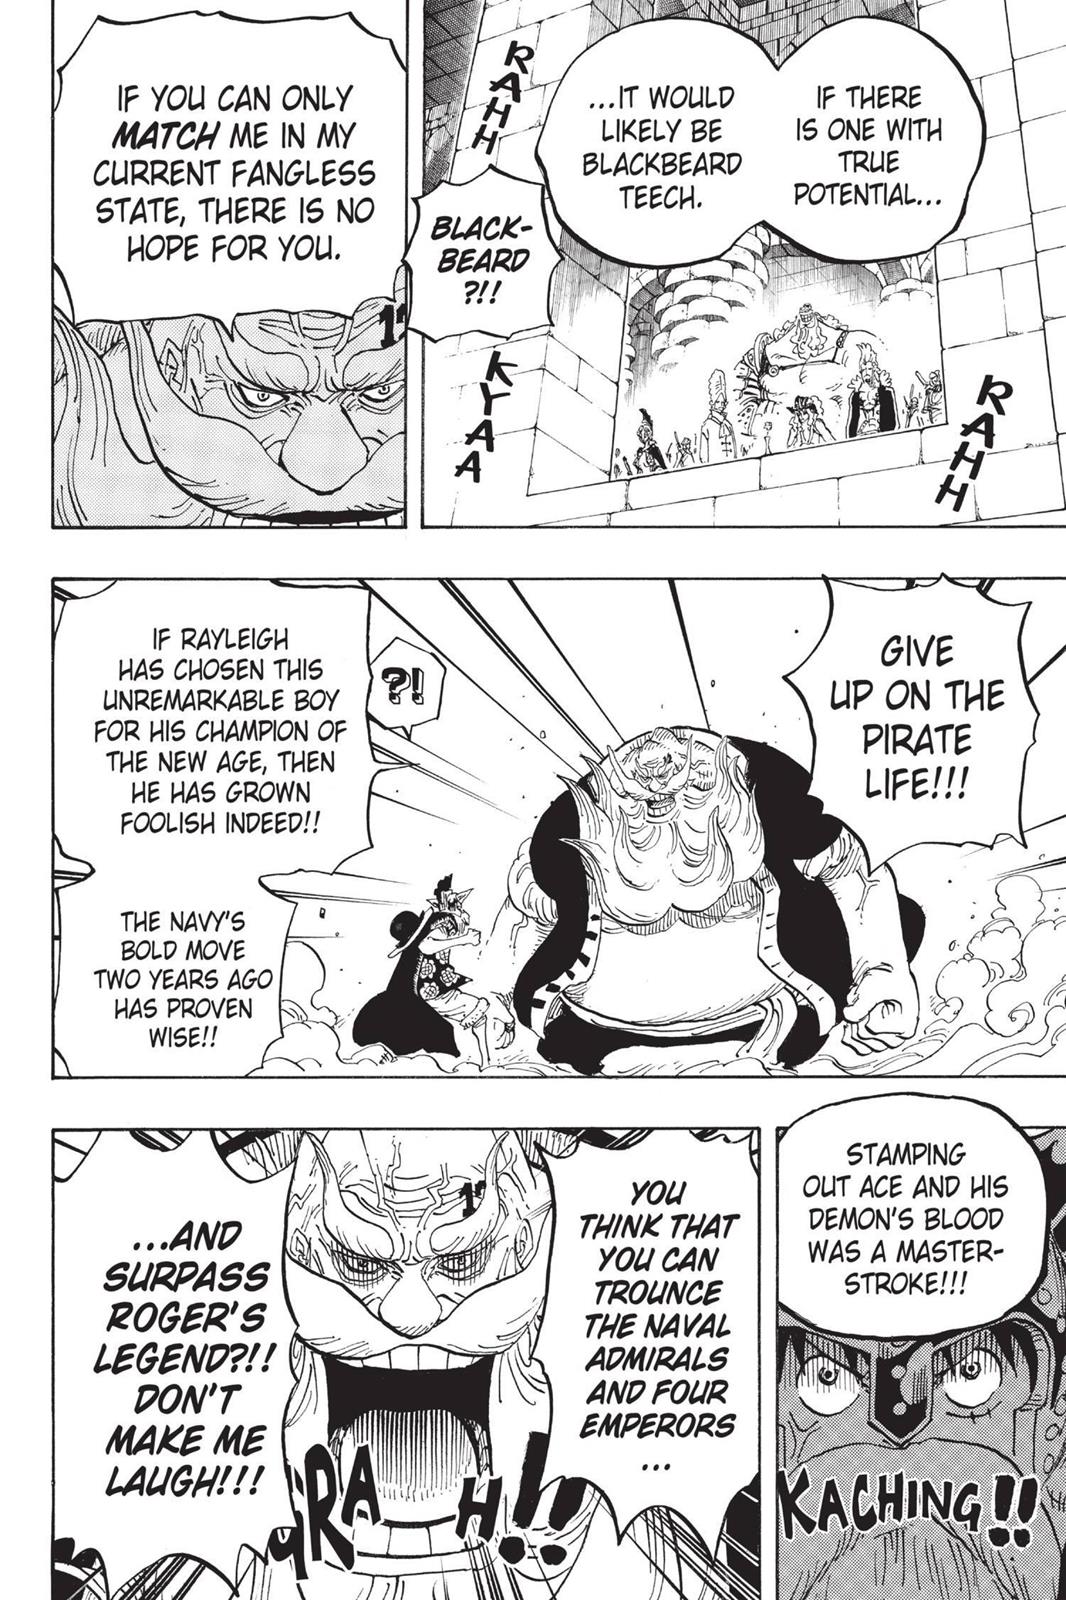 IF THERE
IS ONE WITH
TRUE
POTENTIAL...
...IT WOULD
LIKELY BE
BLACKBEARD
TEECH.
RAHH
BLACK-
BEARD
?!!
KYAA
RAHH
IF YOU CAN ONLY
MATCH ME IN MY
CURRENT FANGLESS
STATE, THERE IS NO
HOPE FOR YOU.
GIVE
UP ON THE
PIRATE
LIFE!!!
?!
IF RAYLEIGH
HAS CHOSEN THIS
UNREMARKABLE BOY
FOR HIS CHAMPION OF
THE NEW AGE, THEN
HE HAS GROWN
FOOLISH INDEED!!
THE NAVY'S
BOLD MOVE
TWO YEARS AGO
HAS PROVEN
WISE!!
STAMPING
OUT ACE AND HIS
DEMON'S BLOOD
WAS A MASTER-
STROKE!!!
KACHING!!
YOU
THINK THAT
YOU CAN
TROUNCE
THE NAVAL
ADMIRALS
AND FOUR
EMPERORS
...
...AND
SURPASS
ROGER'S
LEGEND?!!
DON'T
MAKE ME
LAUGH!!!
GRRAH!!